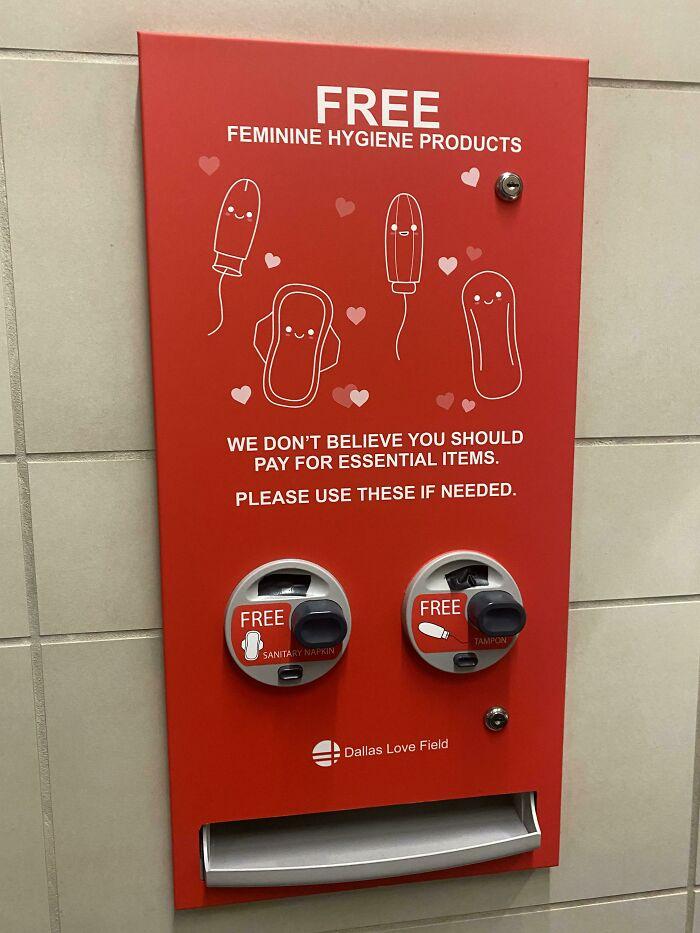 FREE
FEMININE HYGIENE PRODUCTS
WE DON'T BELIEVE YOU SHOULD
PAY FOR ESSENTIAL ITEMS.
PLEASE USE THESE IF NEEDED.
FREE
SANITARY NAPKIN
FREE
TAMPON
Dallas Love Field